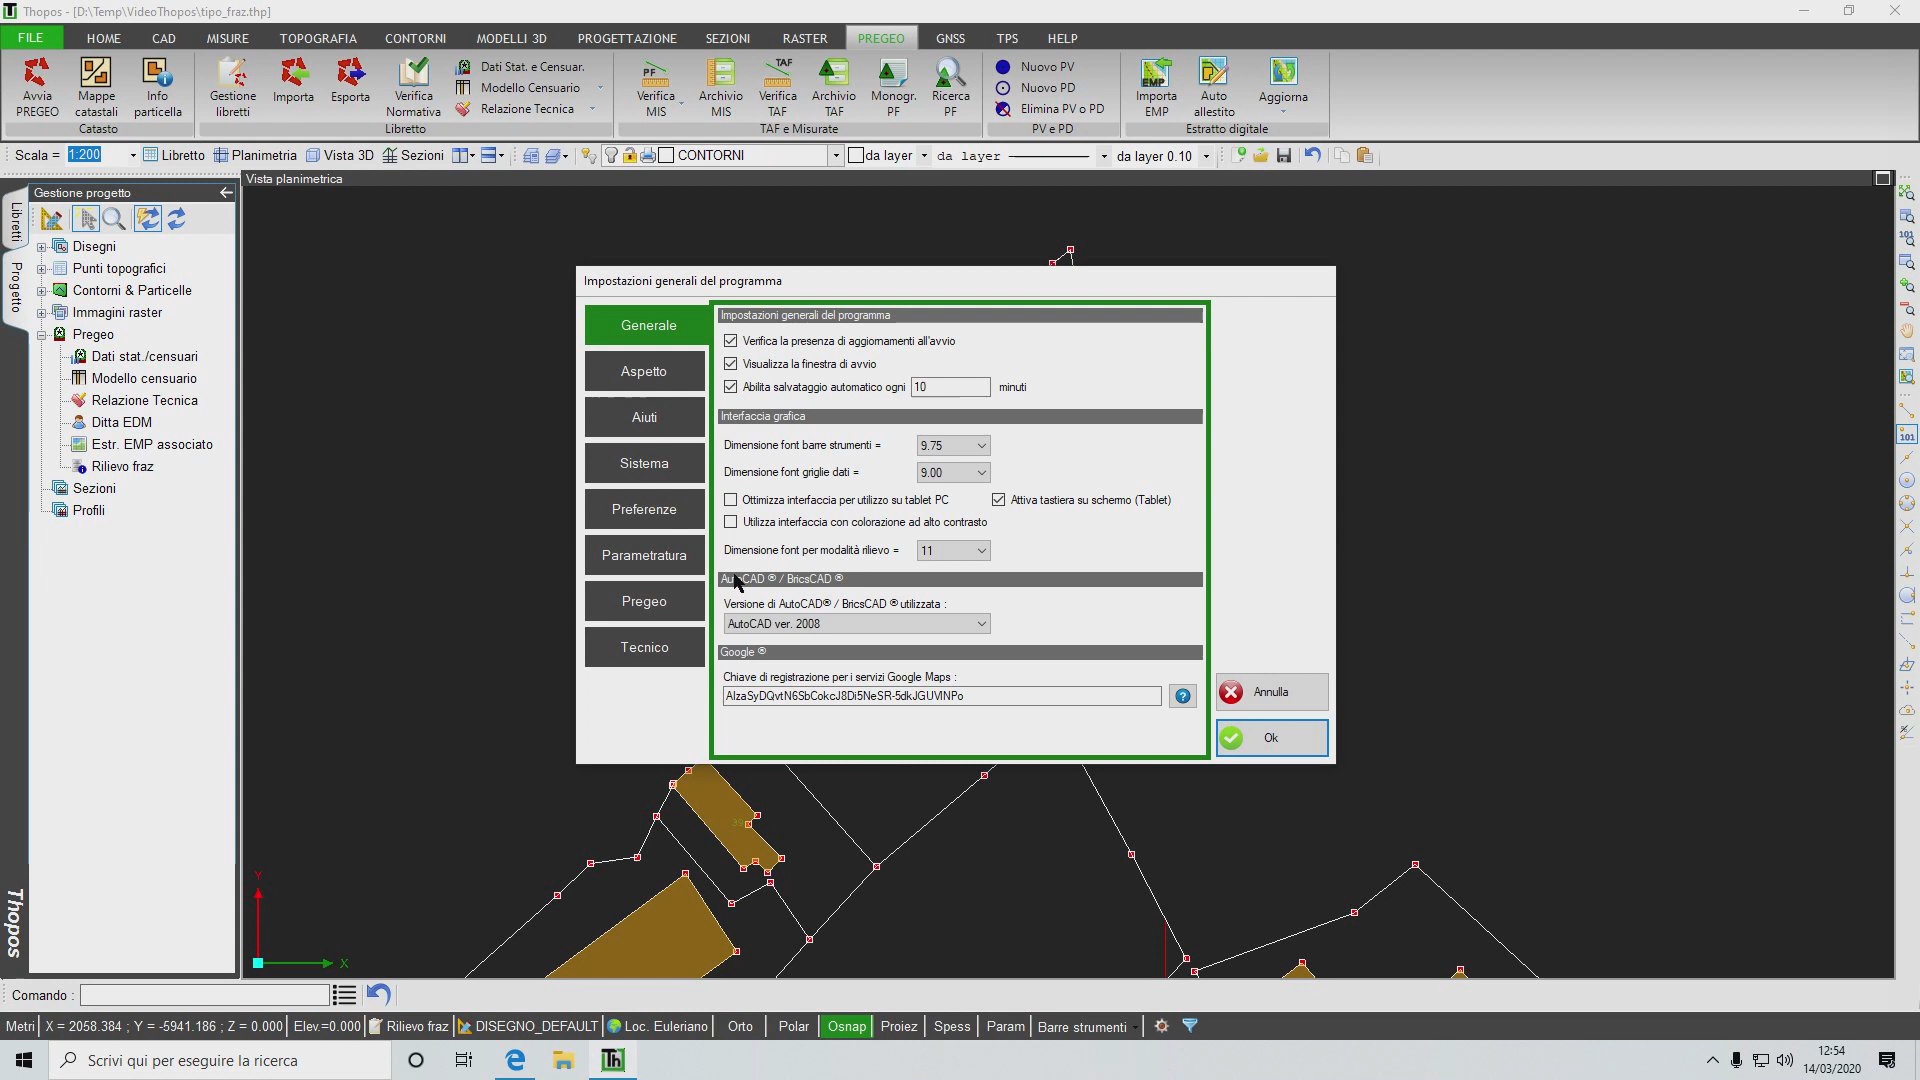 Thopos - [D:\Temp\VideoThopos\tipo_fraz.thp]
FILE HOME CAD MISURE TOPOGRAFIA CONTORNI MODELLI 3D PROGETTAZIONE SEZIONI RASTER PREGEO GNSS TPS HELP
Avvia PREGEO
Mappe catastali
Info particella
Catasto
Gestione libretti
Importa
Esporta
Verifica Normativa
Dati Stat. e Censuar.
Modello Censuario
Relazione Tecnica
Libretto
PF
Verifica MIS
Archivio MIS
TAF
Verifica TAF
Archivio TAF
Monogr. PF
Ricerca PF
TAF e Misurate
Nuovo PV
Nuovo PD
Elimina PV o PD
PV e PD
EMP
Importa EMP
Auto allestito
Aggiorna
Estratto digitale
Scala = 1:200 Libretto Planimetria Vista 3D Sezioni CONTORNI da layer da layer da layer 0.10
Gestione progetto
Vista planimetrica
Libretti
Progetto
Thopos
Disegni
Punti topografici
Contorni & Particelle
Immagini raster
Pregeo
Dati stat./censuari
Modello censuario
Relazione Tecnica
Ditta EDM
Estr. EMP associato
Rilievo fraz
Sezioni
Profili
Impostazioni generali del programma
Generale
Aspetto
Aiuti
Sistema
Preferenze
Parametratura
Pregeo
Tecnico
Impostazioni generali del programma
Verifica la presenza di aggiornamenti all'avvio
Visualizza la finestra di avvio
Abilita salvataggio automatico ogni 10 minuti
Interfaccia grafica
Dimensione font barre strumenti = 9.75
Dimensione font griglie dati = 9.00
Ottimizza interfaccia per utilizzo su tablet PC Attiva tastiera su schermo (Tablet)
Utilizza interfaccia con colorazione ad alto contrasto
Dimensione font per modalità rilievo = 11
AutoCAD ® / BricsCAD ®
Versione di AutoCAD® / BricsCAD ® utilizzata :
AutoCAD ver. 2008
Google ®
Chiave di registrazione per i servizi Google Maps :
Annulla
Ok
101
101
Y
X
Comando :
Metri X = 2058.384 ; Y = -5941.186 ; Z = 0.000 Elev.=0.000 Rilievo fraz DISEGNO_DEFAULT Loc. Euleriano Orto Polar Osnap Proiez Spess Param Barre strumenti
Scrivi qui per eseguire la ricerca
Th
12:54
14/03/2020